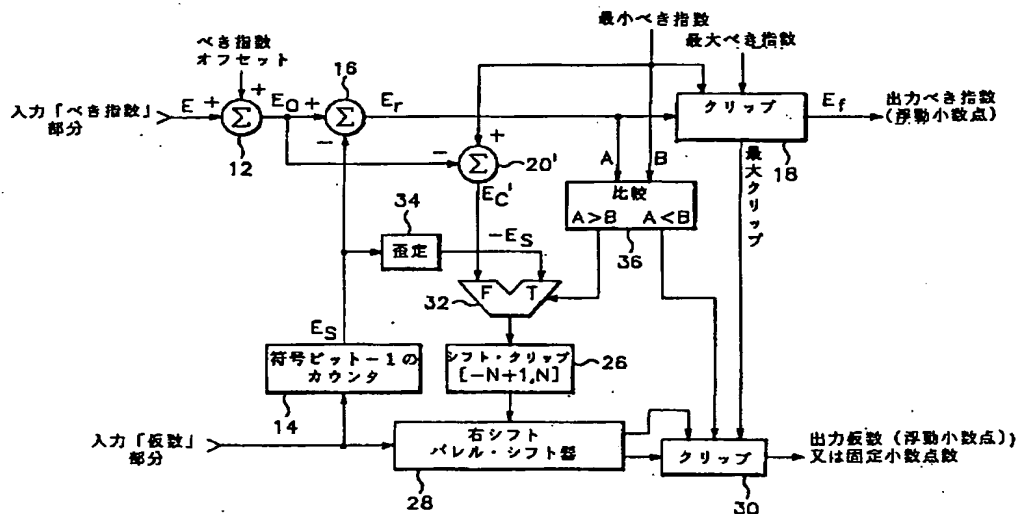 最小べき指数
最大べき指数
べき指数
オフセット
16
入力「べき指数」
部分
E
+
+
E0
+
−
Er
クリップ
Ef
出力べき指数
(浮動小数点)
Σ
Σ
12
−
+
Σ
20'
A
B
18
最大クリップ
EC'
比較
A>B A<B
36
34
否定
−ES
F T
32
ES
符号ビット−1の
カウンタ
14
シフト・クリップ
[−N+1,N]
26
入力「仮数」
部分
右シフト
バレル・シフト器
28
クリップ
30
出力仮数(浮動小数点)}
又は固定小数点数